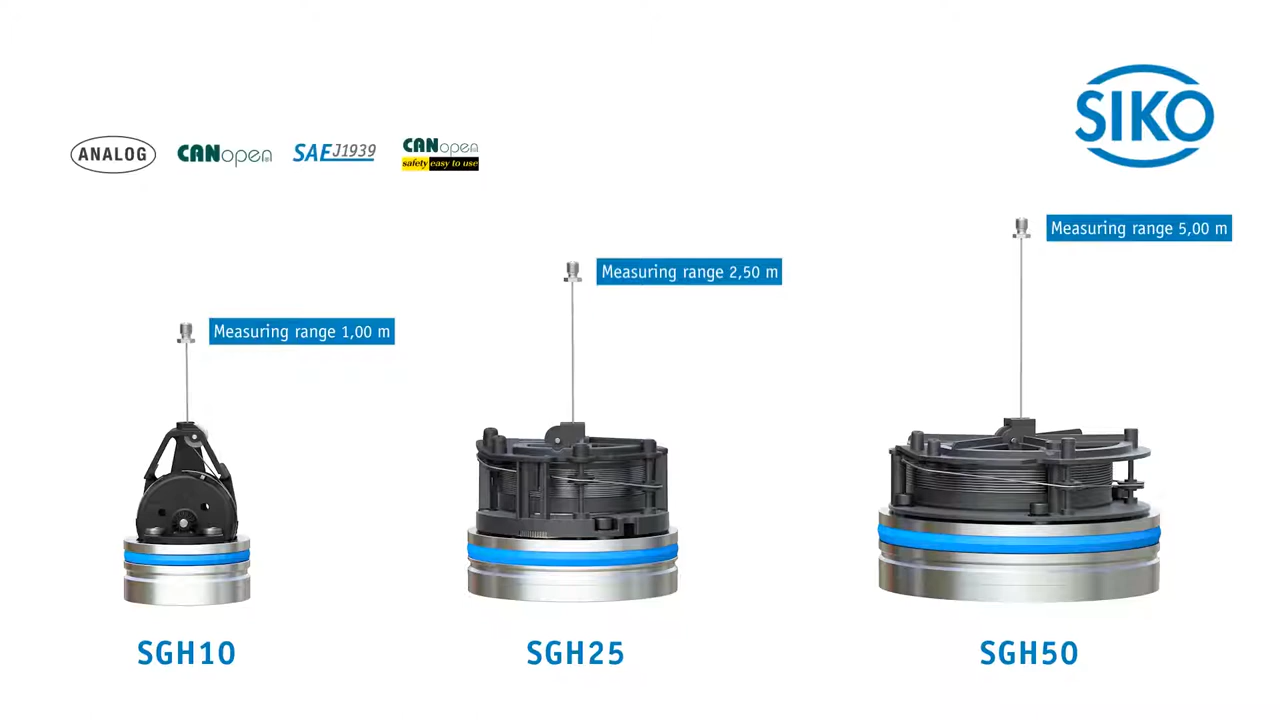 SIKO
ANALOG
CANopen
SAE J1939
CANopen
safety easy to use
Measuring range 5,00 m
Measuring range 2,50 m
Measuring range 1,00 m
SGH10
SGH25
SGH50